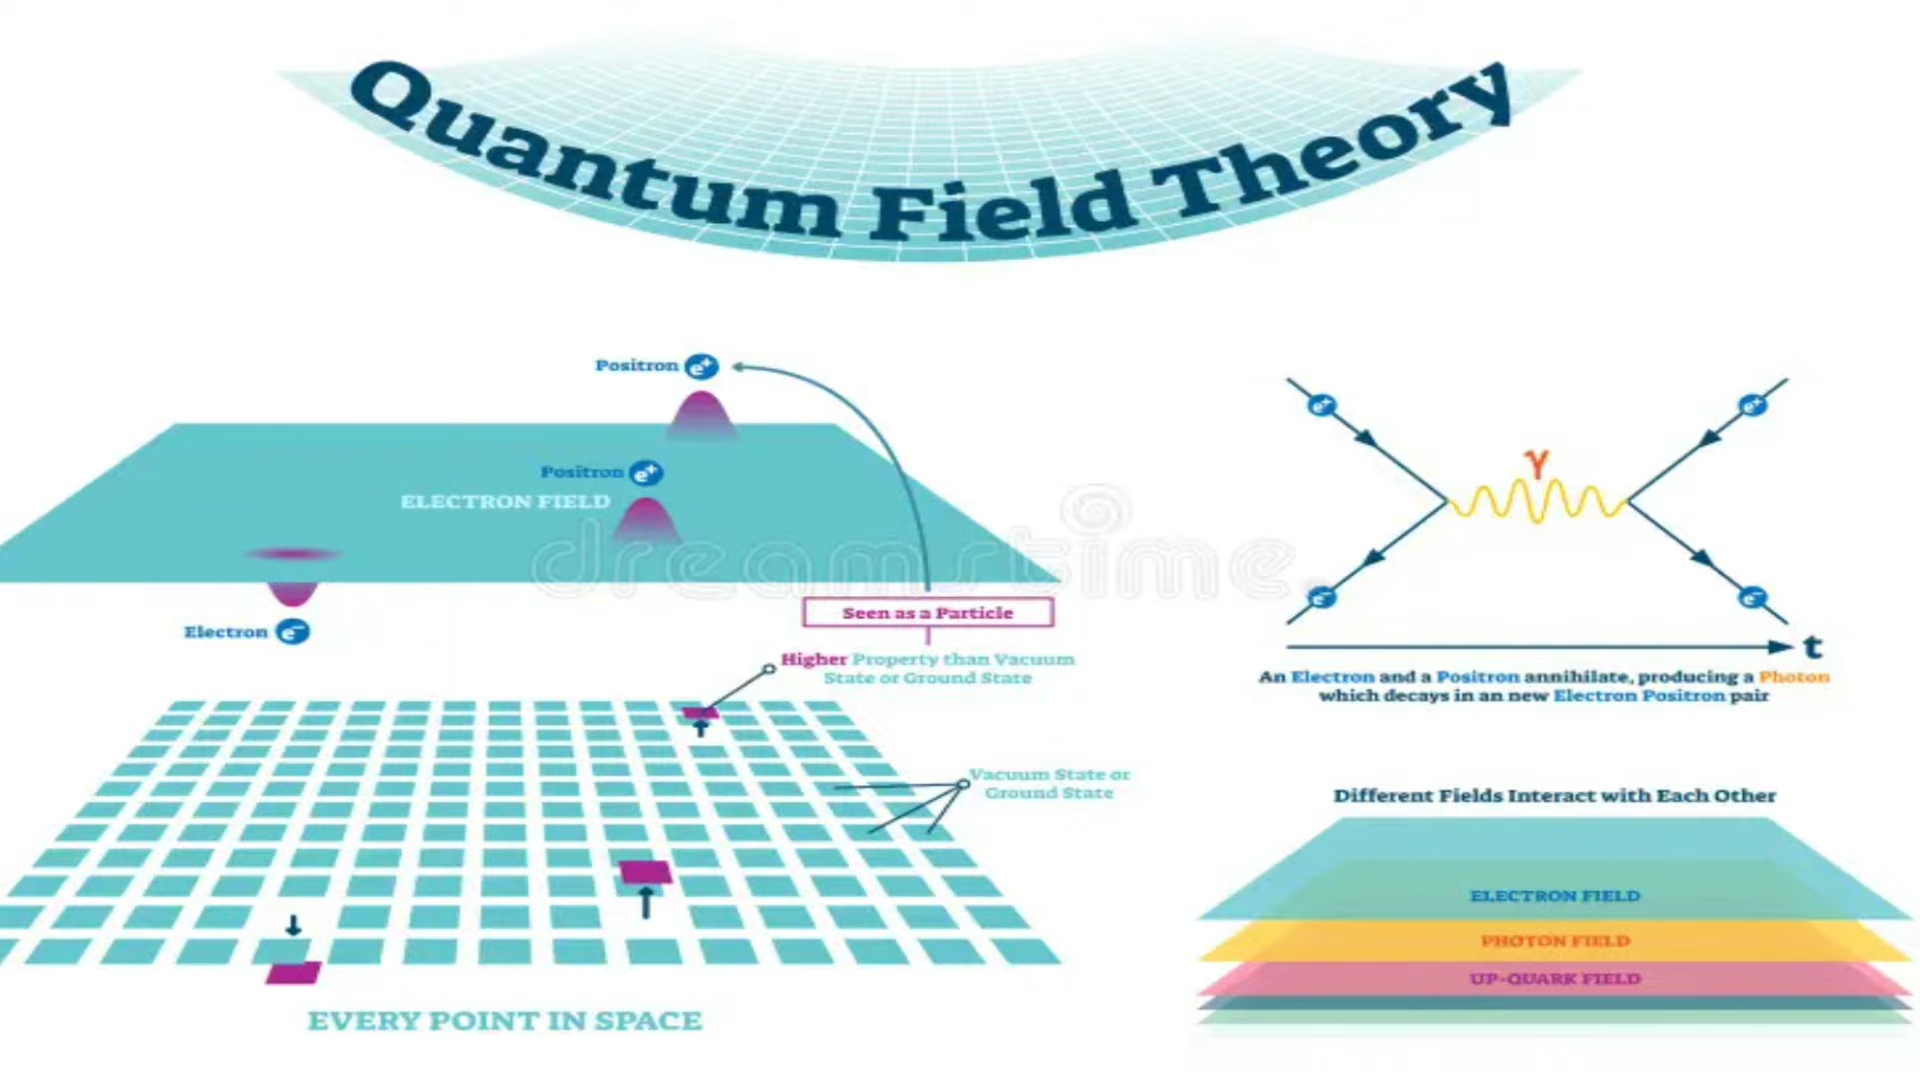 Quantum Field Theory
Positron e⁺
Positron e⁺
ELECTRON FIELD
Electron e⁻
Seen as a Particle
Higher Property than Vacuum
State or Ground State
Vacuum State or
Ground State
EVERY POINT IN SPACE
γ
e⁻
e⁻
t
An Electron and a Positron annihilate, producing a Photon
which decays in an new Electron Positron pair
Different Fields Interact with Each Other
ELECTRON FIELD
PHOTON FIELD
UP-QUARK FIELD
dreamstime.